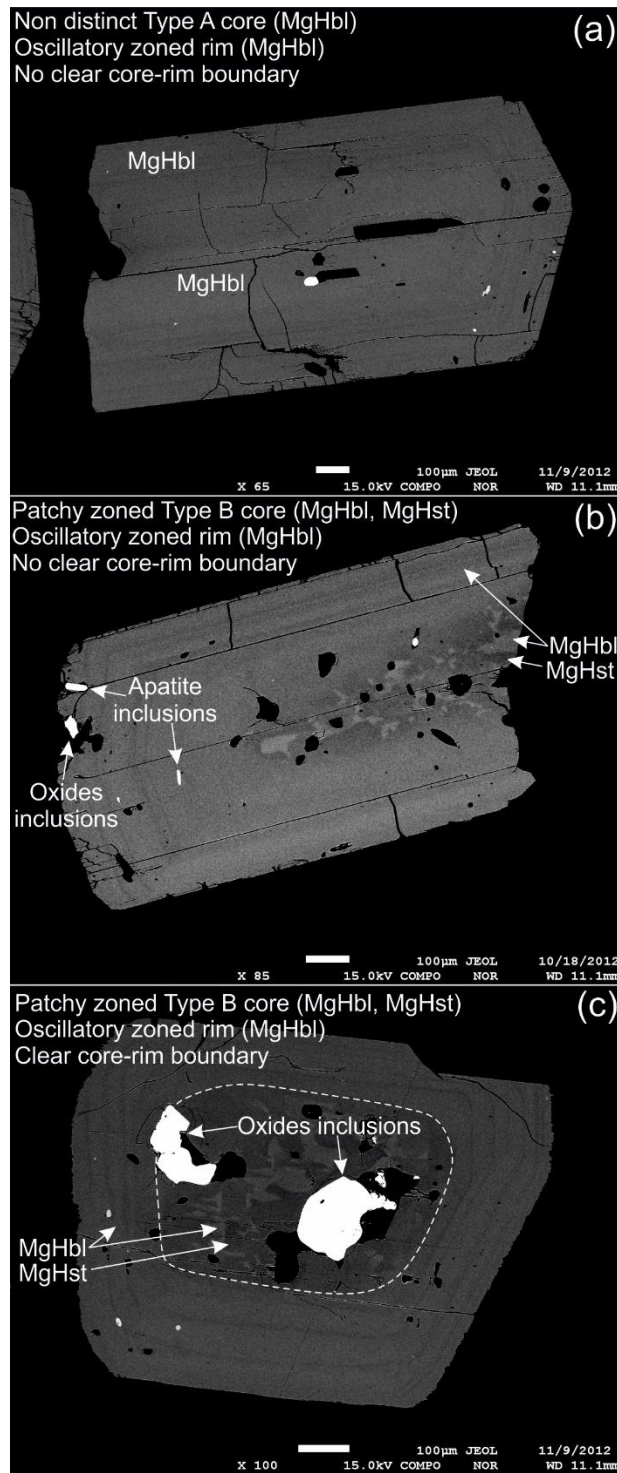 Non distinct Type A core (MgHbl)
Oscillatory zoned rim (MgHbl)
No clear core-rim boundary
(a)
MgHbl
MgHbl
100µm JEOL 11/9/2012
X 65 15.0kV COMPO NOR WD 11.1mm
Patchy zoned Type B core (MgHbl, MgHst)
Oscillatory zoned rim (MgHbl)
No clear core-rim boundary
(b)
MgHbl
MgHst
Apatite
inclusions
Oxides
inclusions
100µm JEOL 10/18/2012
X 85 15.0kV COMPO NOR WD 11.1mm
Patchy zoned Type B core (MgHbl, MgHst)
Oscillatory zoned rim (MgHbl)
Clear core-rim boundary
(c)
Oxides inclusions
MgHbl
MgHst
100µm JEOL 11/9/2012
X 100 15.0kV COMPO NOR WD 11.1mm